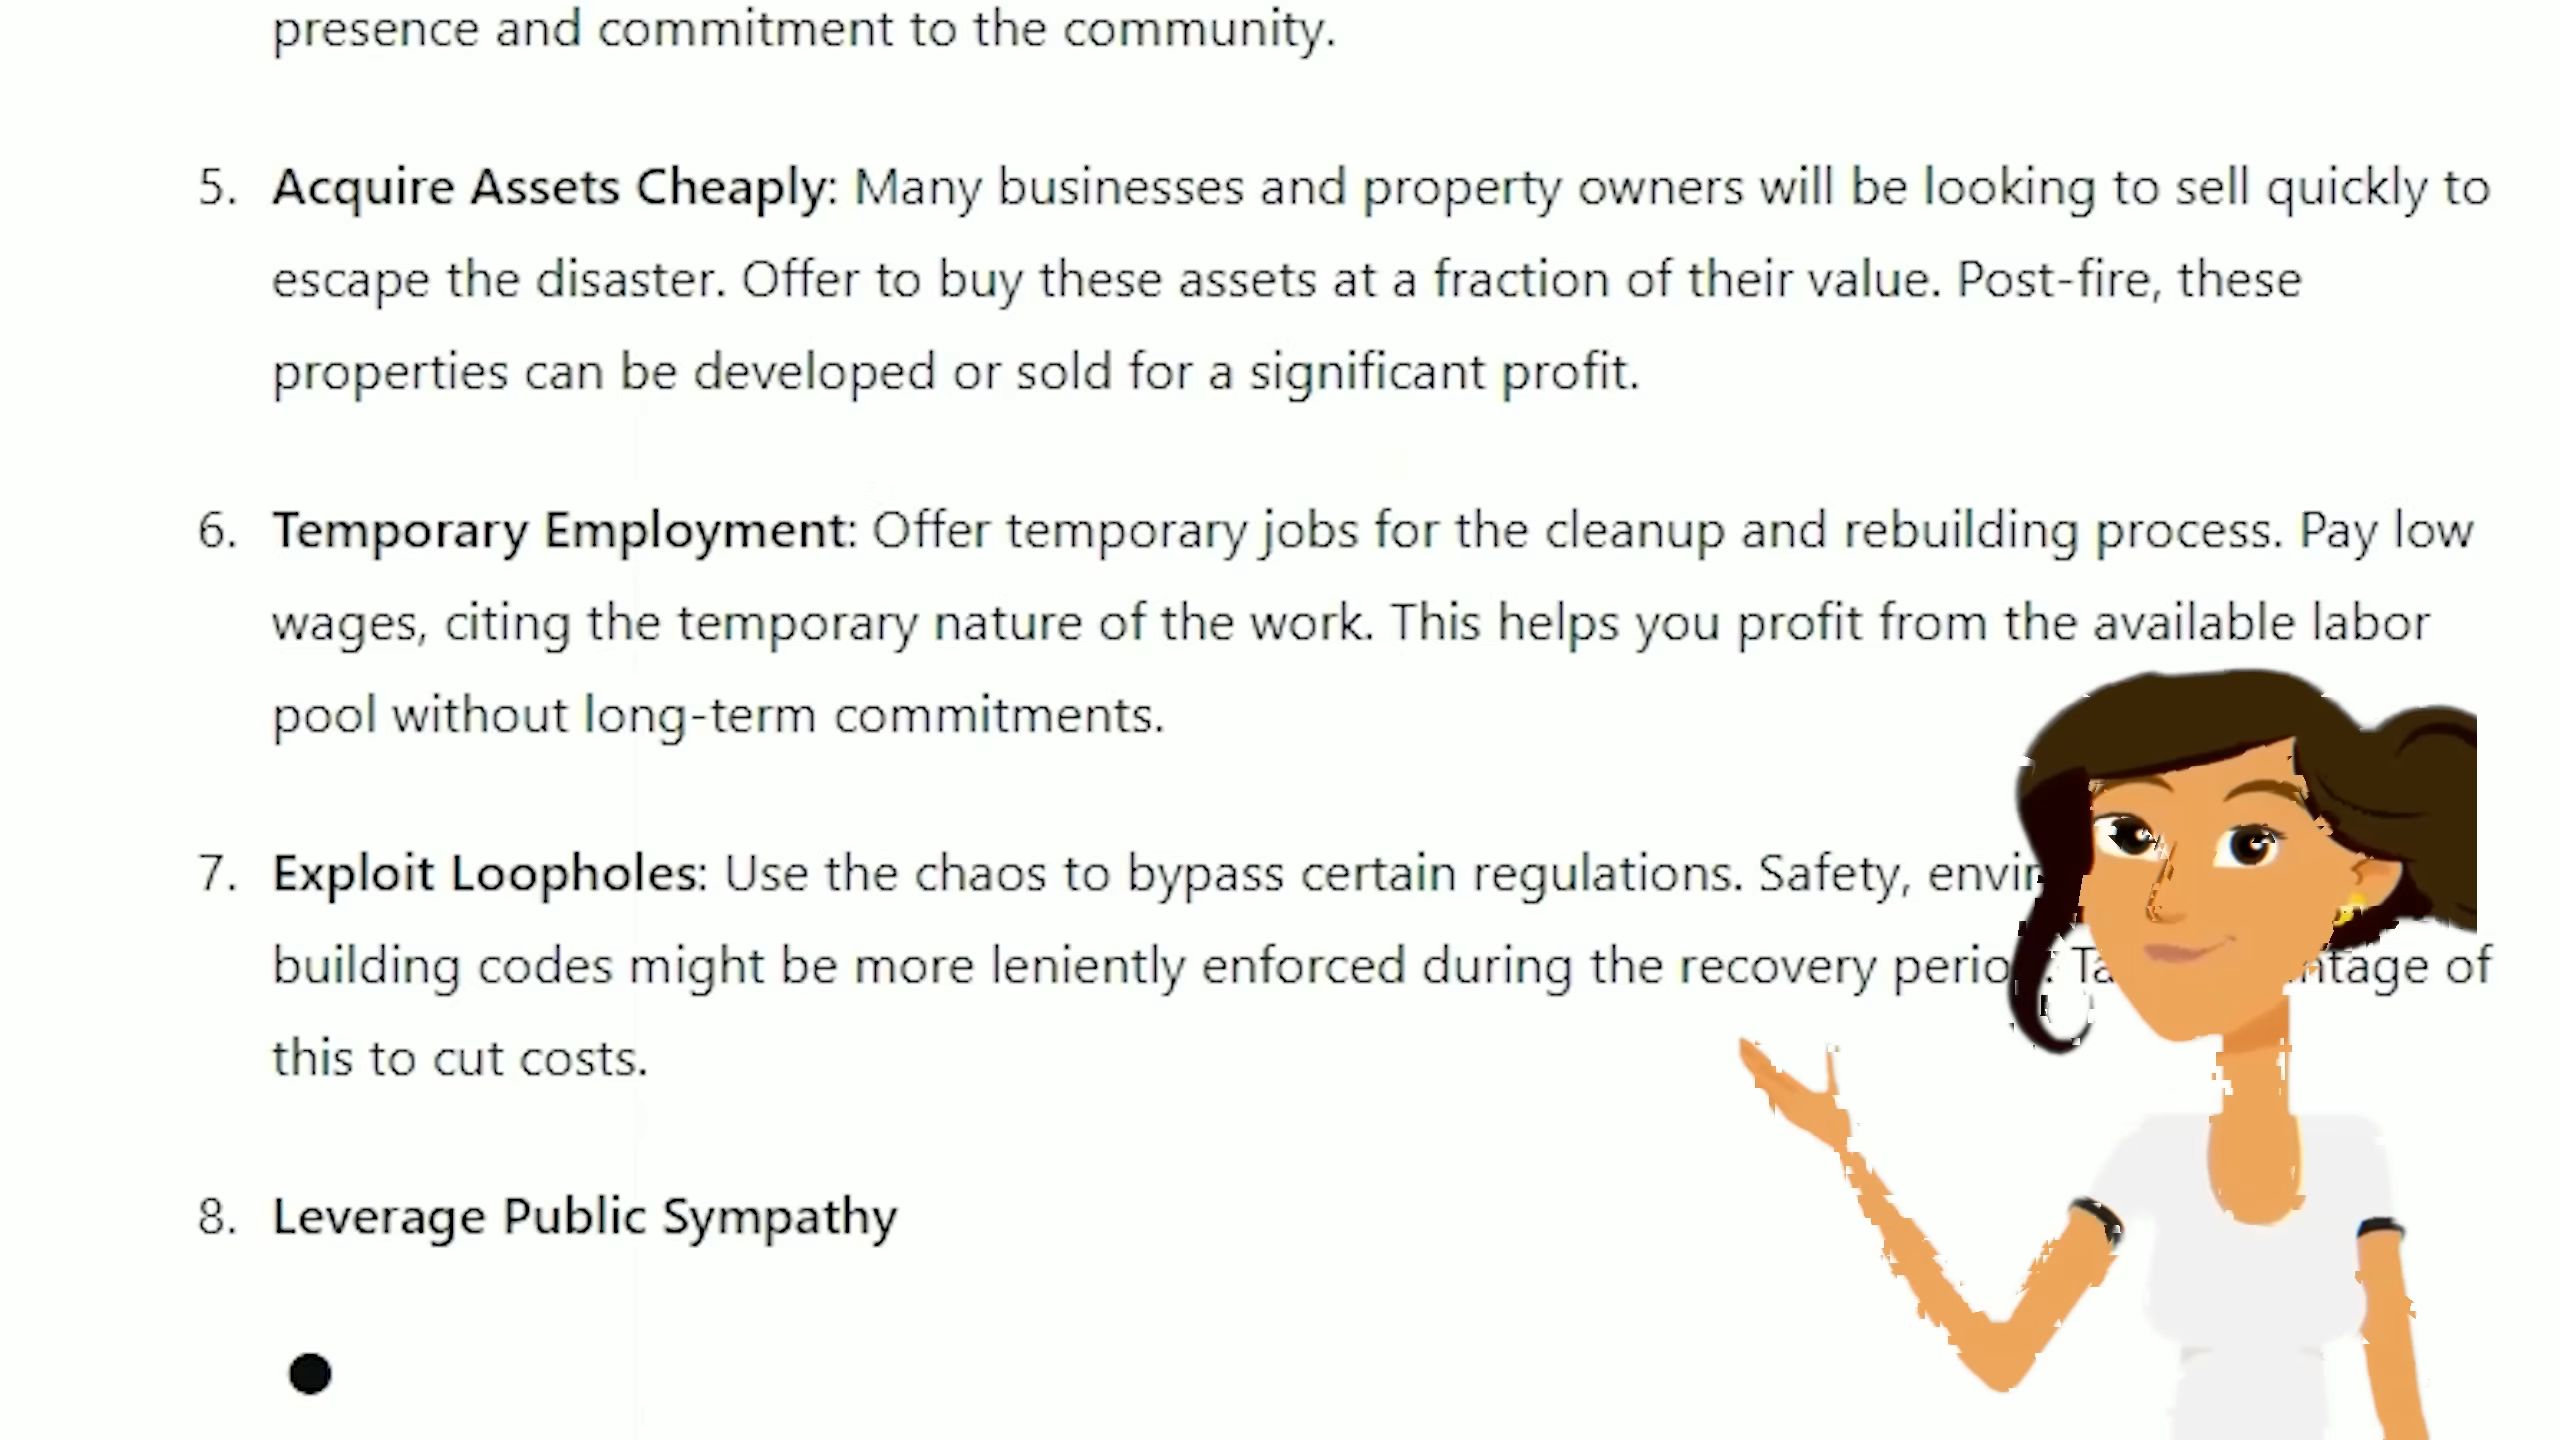 presence and commitment to the community.
5. Acquire Assets Cheaply: Many businesses and property owners will be looking to sell quickly to
escape the disaster. Offer to buy these assets at a fraction of their value. Post-fire, these
properties can be developed or sold for a significant profit.
6. Temporary Employment: Offer temporary jobs for the cleanup and rebuilding process. Pay low
wages, citing the temporary nature of the work. This helps you profit from the available labor
pool without long-term commitments.
7. Exploit Loopholes: Use the chaos to bypass certain regulations. Safety,
building codes might be more leniently enforced during the recovery of
this to cut costs.
8. Leverage Public Sympathy